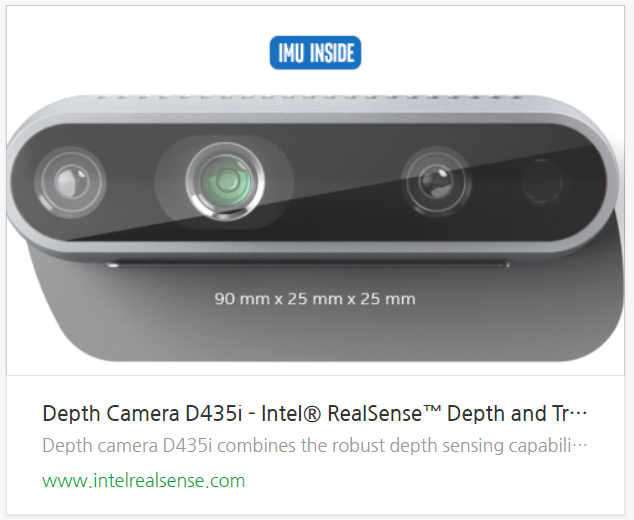 IMU INSIDE
90 mm x 25 mm x 25 mm
Depth Camera D435i - Intel® RealSense™ Depth and Tr⋯
Depth camera D435i combines the robust depth sensing capabili⋯
www.intelrealsense.com